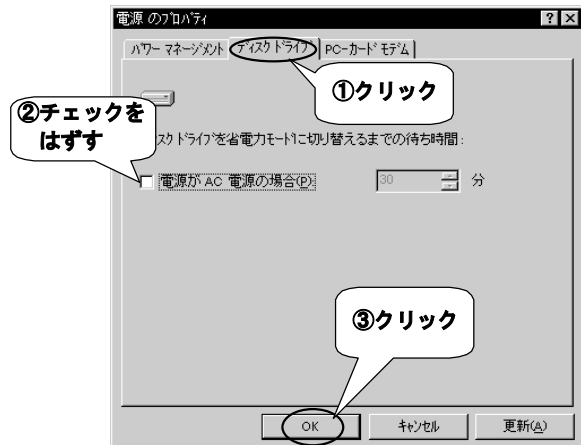 電源 のプロパティ
パワー マネージメント ディスク ドライブ PC-カード モデム
①クリック
②チェックを
はずす
スク ドライブを省電力モードに切り替えるまでの待ち時間:
電源が AC 電源の場合(P) 30 分
③クリック
OK キャンセル 更新(A)